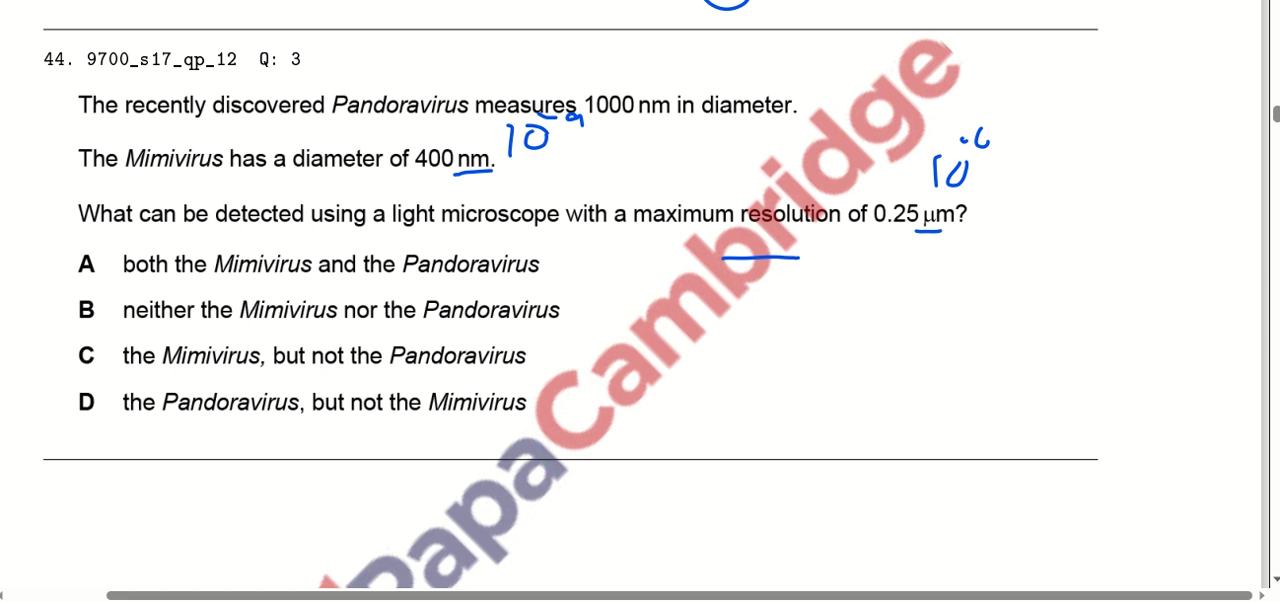 44. 9700_s17_qp_12 Q: 3
The recently discovered Pandoravirus measures 1000 nm in diameter.
10⁻⁹
The Mimivirus has a diameter of 400 nm.
10⁻⁶
What can be detected using a light microscope with a maximum resolution of 0.25 μm?
A both the Mimivirus and the Pandoravirus
B neither the Mimivirus nor the Pandoravirus
C the Mimivirus, but not the Pandoravirus
D the Pandoravirus, but not the Mimivirus
PapaCambridge